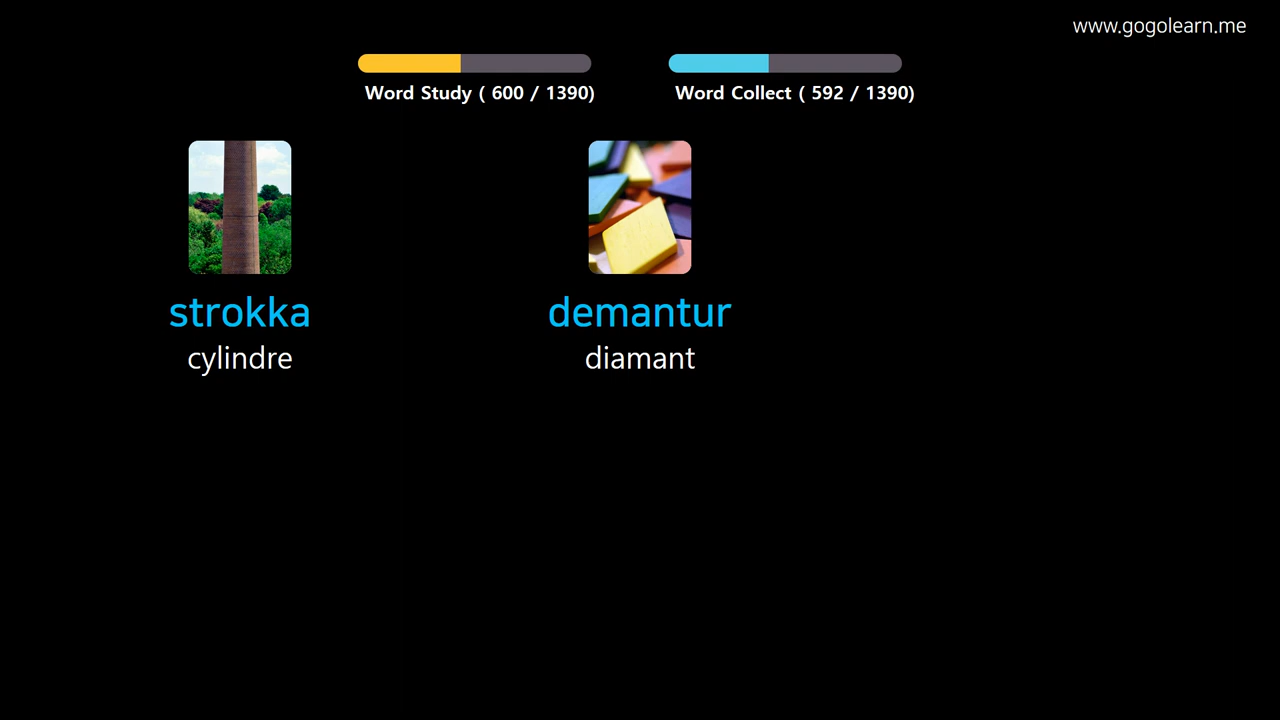 www.gogolearn.me
Word Study ( 600 / 1390)
Word Collect ( 592 / 1390)
strokka
cylindre
demantur
diamant